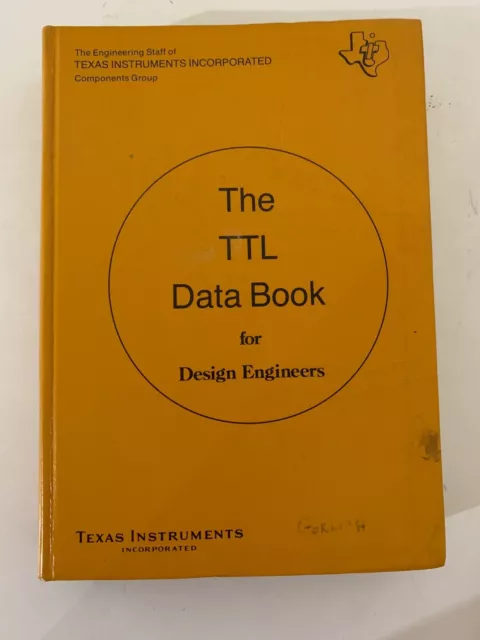 The Engineering Staff of
TEXAS INSTRUMENTS INCORPORATED
Components Group
The
TTL
Data Book
for
Design Engineers
TEXAS INSTRUMENTS
INCORPORATED